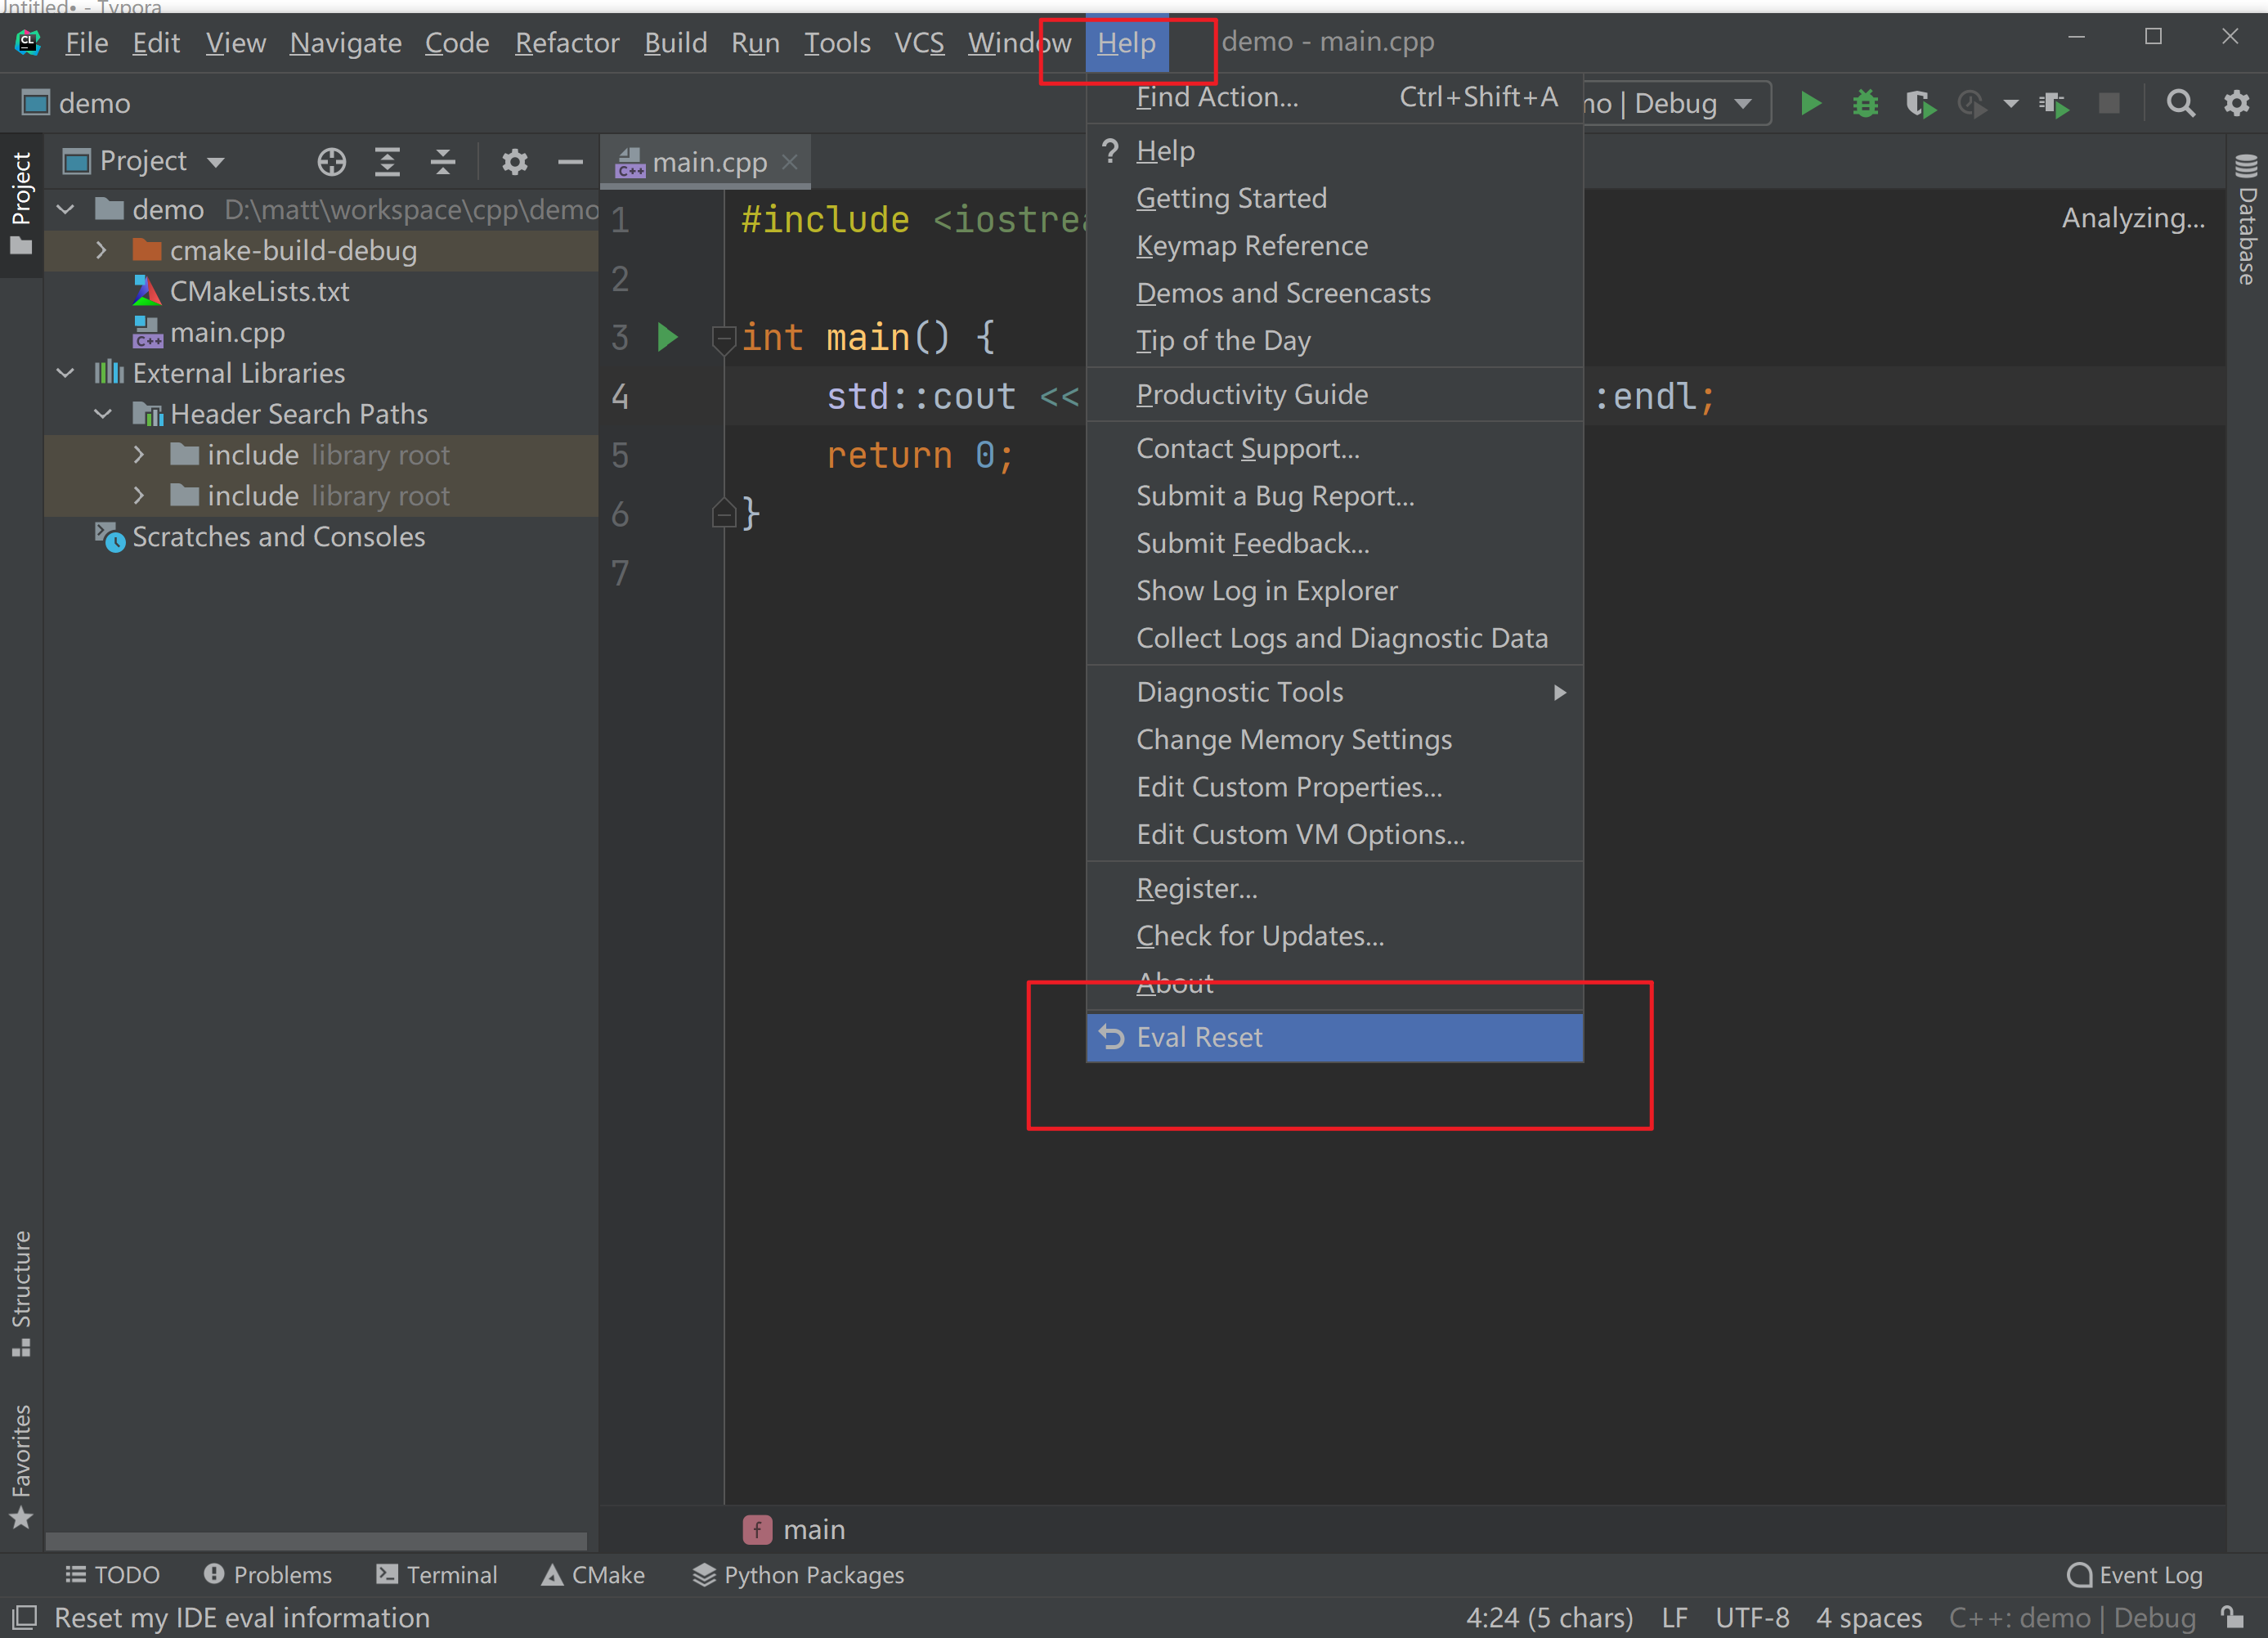 Untitled• - Typora
File Edit View Navigate Code Refactor Build Run Tools VCS Window Help demo - main.cpp
demo
Debug
Project
main.cpp
demo D:\matt\workspace\cpp\demo
cmake-build-debug
CMakeLists.txt
main.cpp
External Libraries
Header Search Paths
include library root
include library root
Scratches and Consoles
Project
Structure
Favorites
1 #include <iostrea
2
3 int main() {
4 std::cout << :endl;
5 return 0;
6 }
7
Analyzing...
Database
Find Action... Ctrl+Shift+A
? Help
Getting Started
Keymap Reference
Demos and Screencasts
Tip of the Day
Productivity Guide
Contact Support...
Submit a Bug Report...
Submit Feedback...
Show Log in Explorer
Collect Logs and Diagnostic Data
Diagnostic Tools
Change Memory Settings
Edit Custom Properties...
Edit Custom VM Options...
Register...
Check for Updates...
About
Eval Reset
f main
TODO Problems Terminal CMake Python Packages Event Log
Reset my IDE eval information 4:24 (5 chars) LF UTF-8 4 spaces C++: demo | Debug